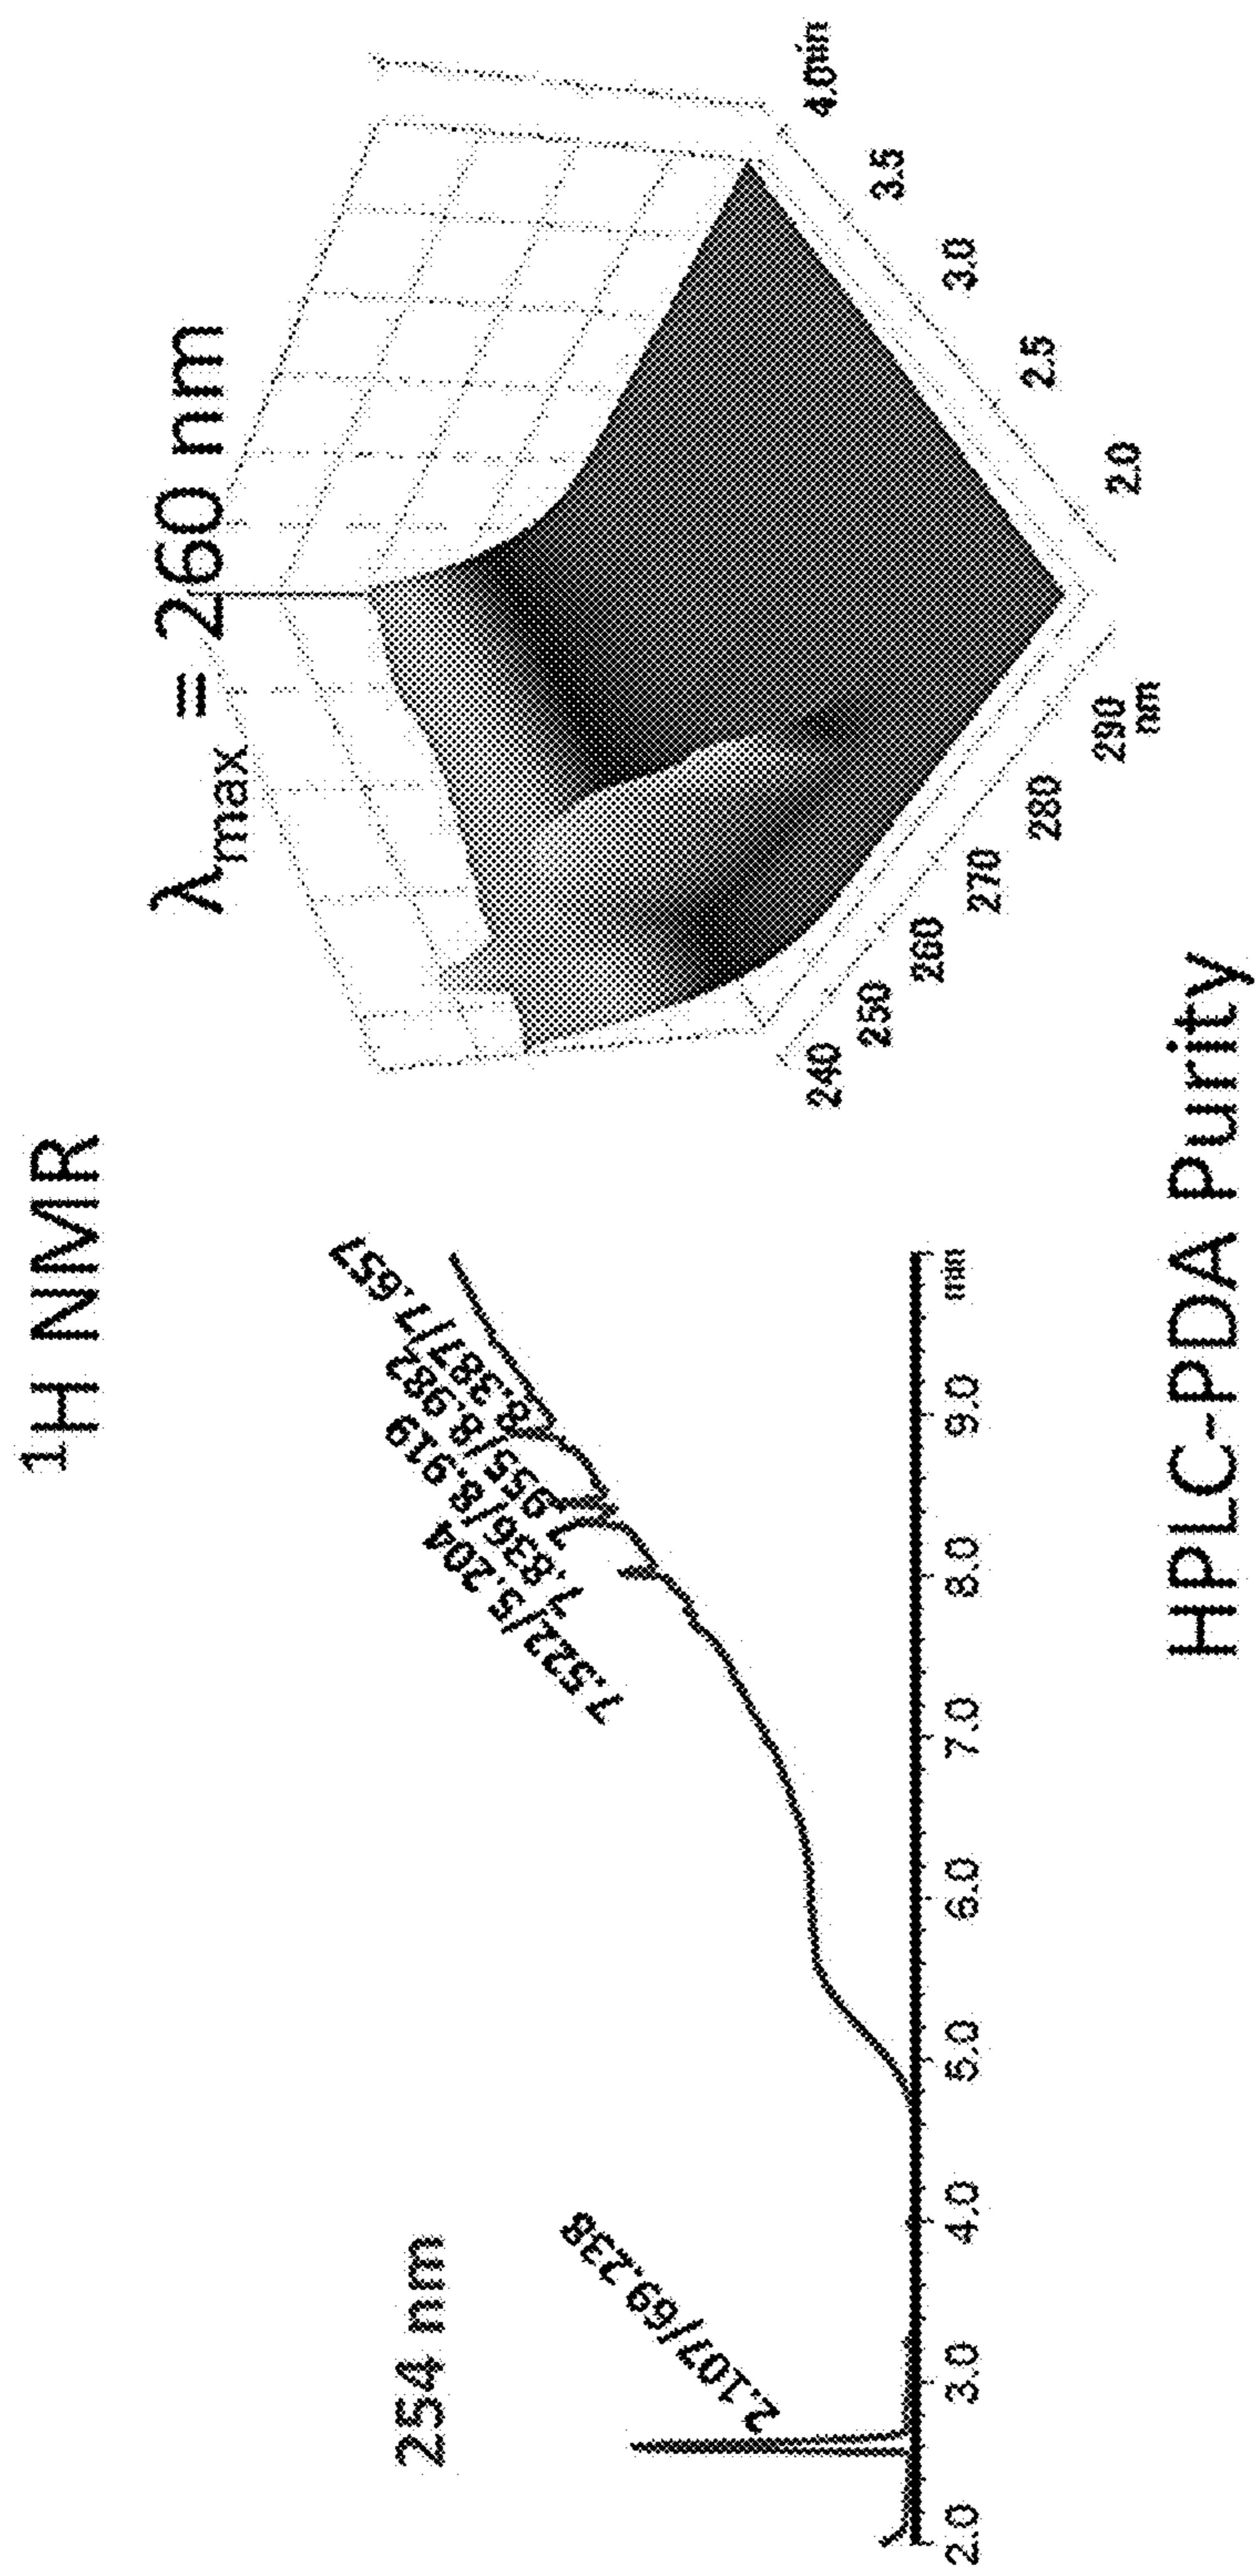 ¹H NMR
254 nm
2.107/69.238
7.522/5.204
7.836/8.919
7.955/8.982
8.387/7.657
2.0 3.0 4.0 5.0 6.0 7.0 8.0 9.0 min
λmax = 260 nm
240 250 260 270 280 290 nm
2.0 2.5 3.0 3.5 4.0 min
HPLC-PDA Purity